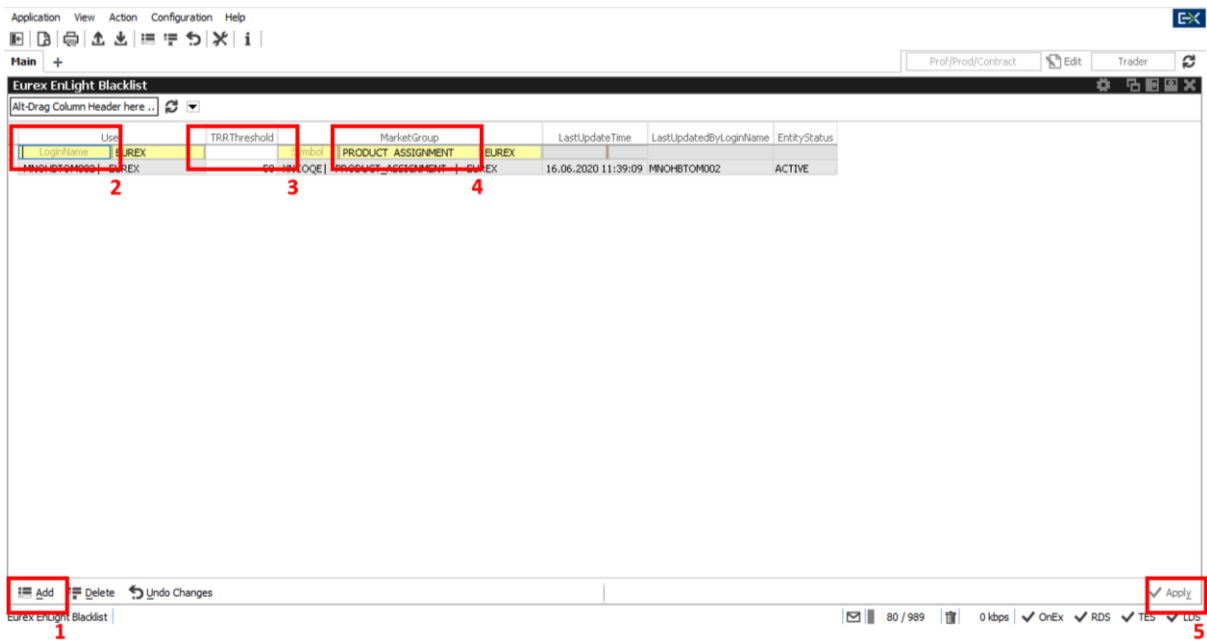 Application View Action Configuration Help
E-X
i
Main +
Prof/Prod/Contract Edit Trader
Eurex EnLight Blacklist
Alt-Drag Column Header here ..
User TRRThreshold MarketGroup LastUpdateTime LastUpdatedByLoginName EntityStatus
LoginName EUREX Symbol PRODUCT_ASSIGNMENT EUREX
MNOHBTOM002| EUREX 50 | PRODUCT_ASSIGNMENT | EUREX 16.06.2020 11:39:09 MNOHBTOM002 ACTIVE
2 3 4
Add Delete Undo Changes Apply
Eurex EnLight Blacklist 80 / 989 0 kbps OnEx RDS TES LDS
1 5